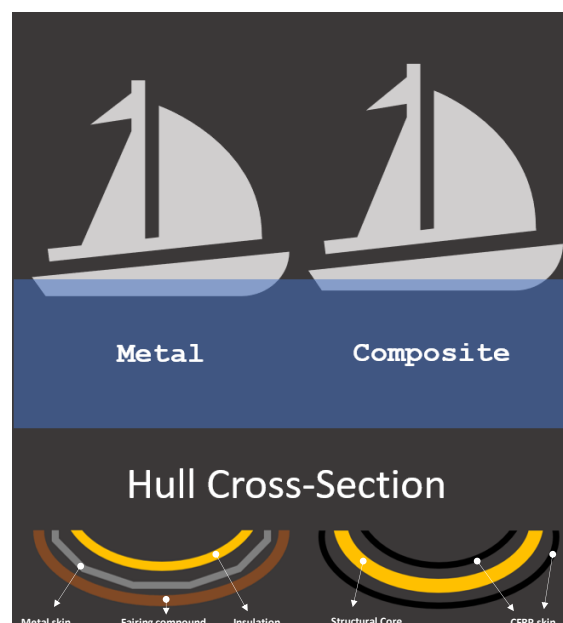 Metal Composite
Hull Cross-Section
Metal skin Fairing compound Insulation Structural Core CFRP skin